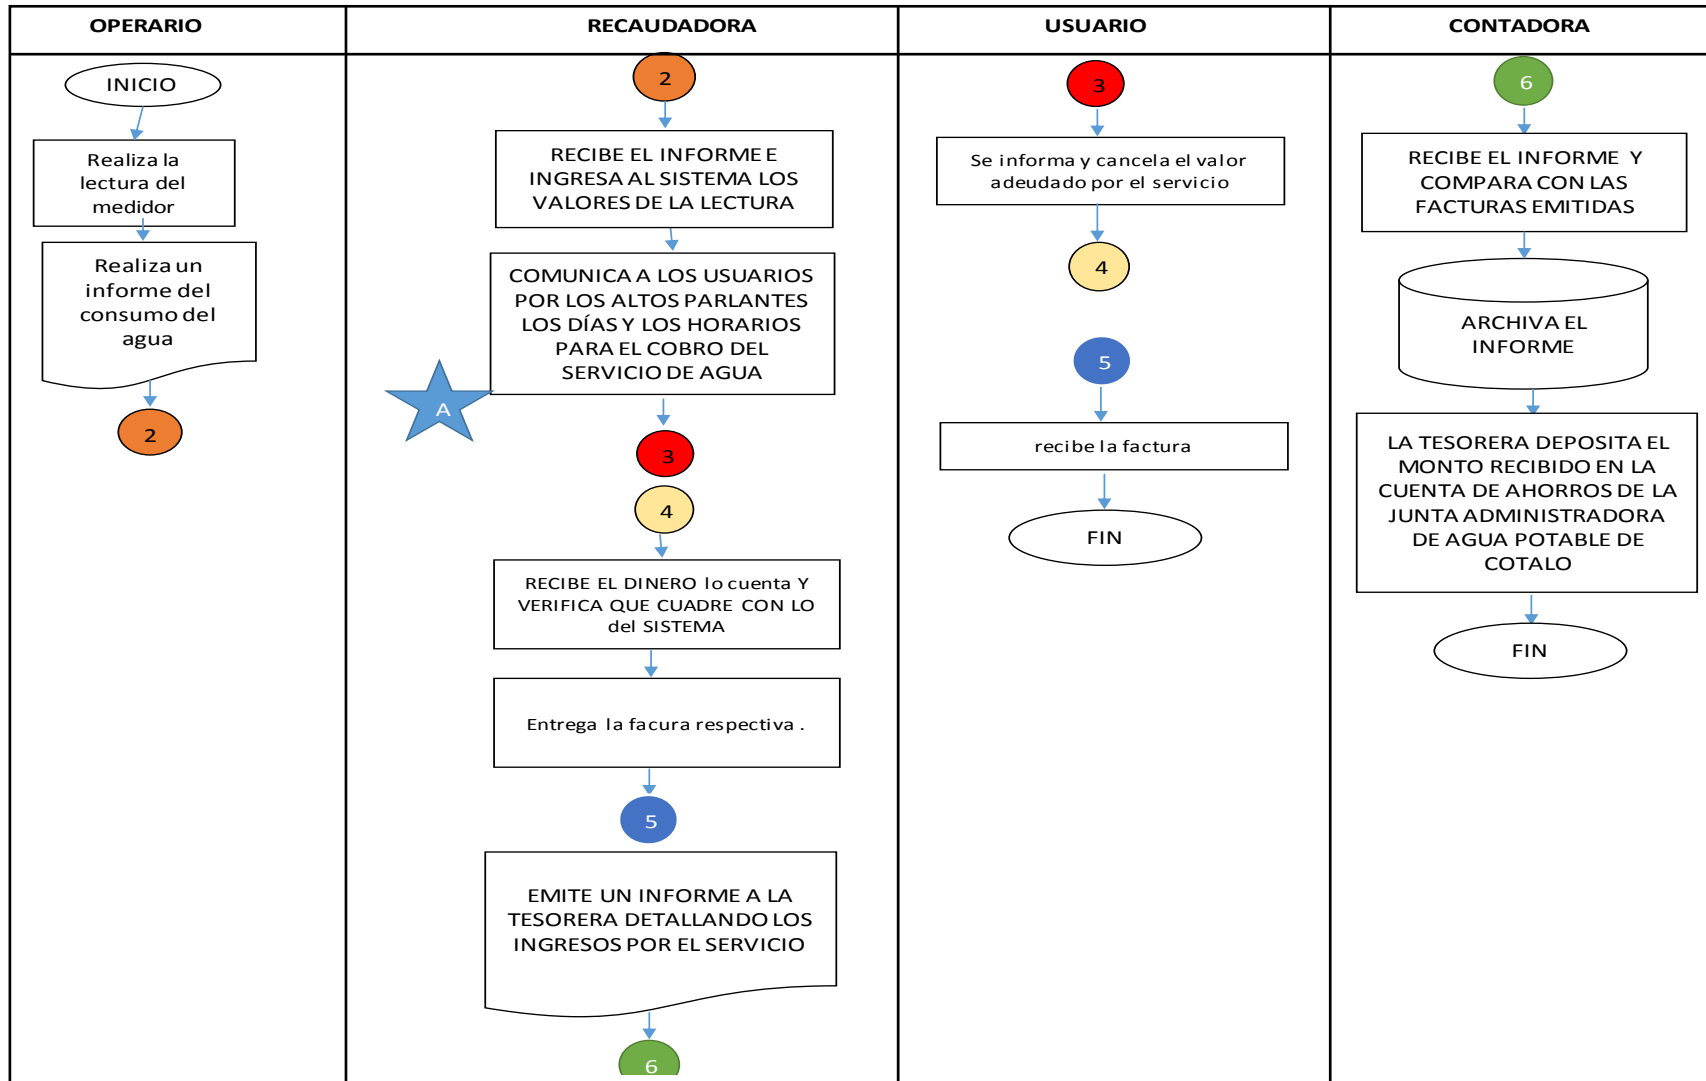 OPERARIO
INICIO
Realiza la
lectura del
medidor
Realiza un
informe del
consumo del
agua
2
RECAUDADORA
2
RECIBE EL INFORME E
INGRESA AL SISTEMA LOS
VALORES DE LA LECTURA
COMUNICA A LOS USUARIOS
POR LOS ALTOS PARLANTES
LOS DÍAS Y LOS HORARIOS
PARA EL COBRO DEL
SERVICIO DE AGUA
A
3
4
RECIBE EL DINERO lo cuenta Y
VERIFICA QUE CUADRE CON LO
del SISTEMA
Entrega la facura respectiva .
5
EMITE UN INFORME A LA
TESORERA DETALLANDO LOS
INGRESOS POR EL SERVICIO
6
USUARIO
3
Se informa y cancela el valor
adeudado por el servicio
4
5
recibe la factura
FIN
CONTADORA
6
RECIBE EL INFORME Y
COMPARA CON LAS
FACTURAS EMITIDAS
ARCHIVA EL
INFORME
LA TESORERA DEPOSITA EL
MONTO RECIBIDO EN LA
CUENTA DE AHORROS DE LA
JUNTA ADMINISTRADORA
DE AGUA POTABLE DE
COTALO
FIN